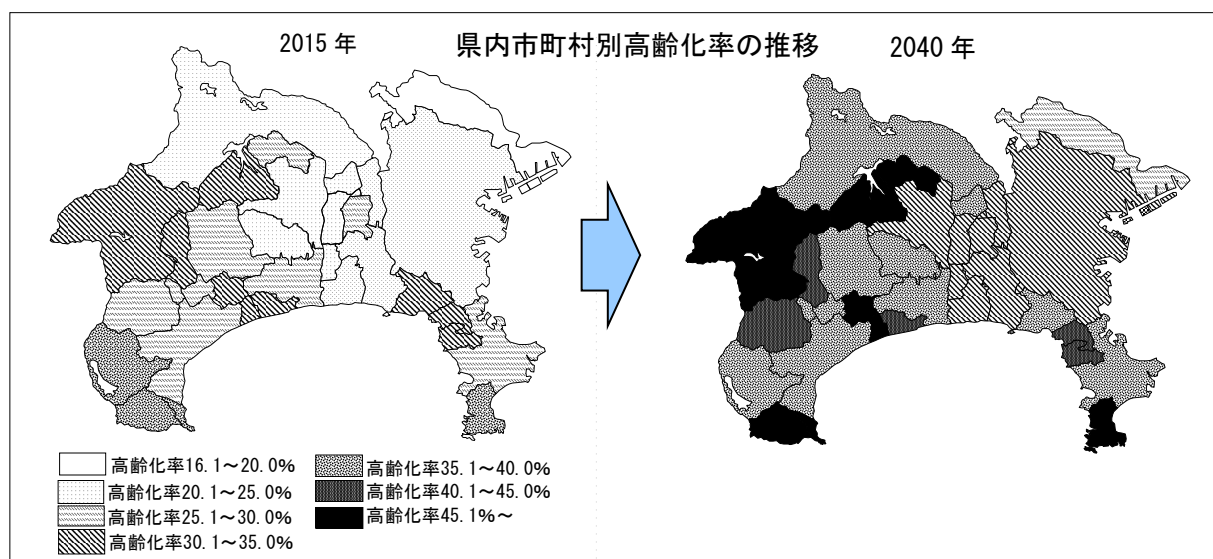 県内市町村別高齢化率の推移
2015 年
2040 年
高齢化率16.1～20.0%
高齢化率20.1～25.0%
高齢化率25.1～30.0%
高齢化率30.1～35.0%
高齢化率35.1～40.0%
高齢化率40.1～45.0%
高齢化率45.1%～